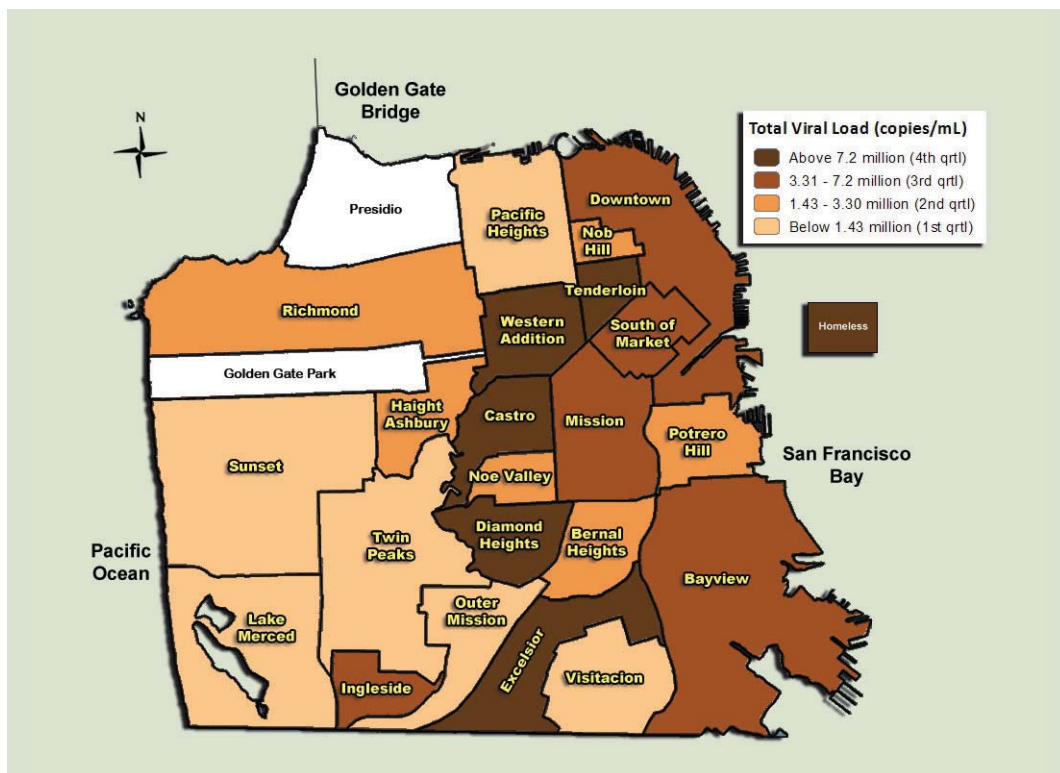 Golden Gate
Bridge
N
Total Viral Load (copies/mL)
Above 7.2 million (4th qrtl)
3.31 - 7.2 million (3rd qrtl)
1.43 - 3.30 million (2nd qrtl)
Below 1.43 million (1st qrtl)
Presidio
Pacific
Heights
Downtown
Nob
Hill
Richmond
Tenderloin
Western
Addition
South of
Market
Homeless
Golden Gate Park
Haight
Ashbury
Castro
Mission
Potrero
Hill
Sunset
Noe Valley
San Francisco
Bay
Pacific
Ocean
Twin
Peaks
Diamond
Heights
Bernal
Heights
Bayview
Lake
Merced
Outer
Mission
Excelsior
Ingleside
Visitacion